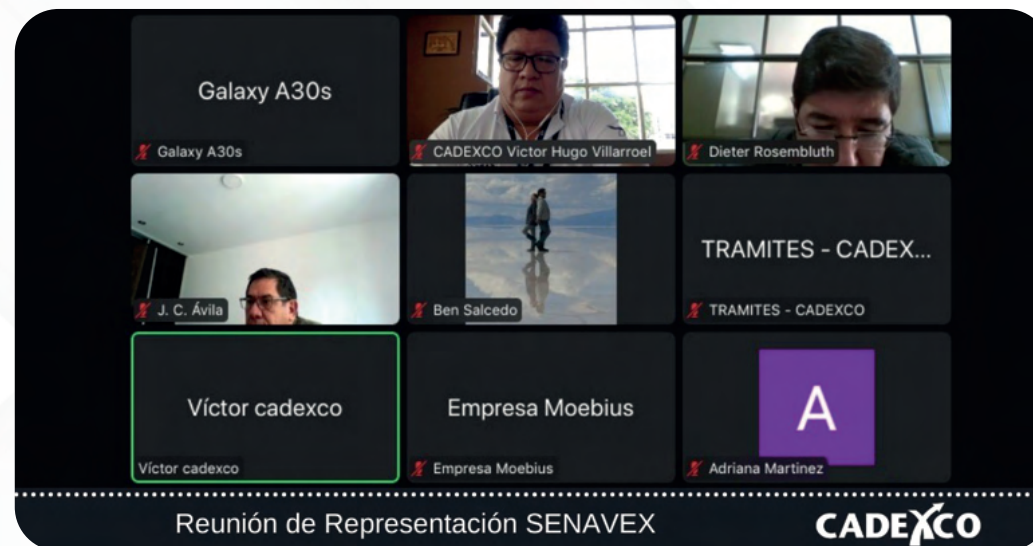 Galaxy A30s
Galaxy A30s
CADEXCO Victor Hugo Villarroel
Dieter Rosembluth
J. C. Ávila
Ben Salcedo
TRAMITES - CADEX...
TRAMITES - CADEXCO
Víctor cadexco
Víctor cadexco
Empresa Moebius
Empresa Moebius
A
Adriana Martinez
Reunión de Representación SENAVEX
CADEXCO